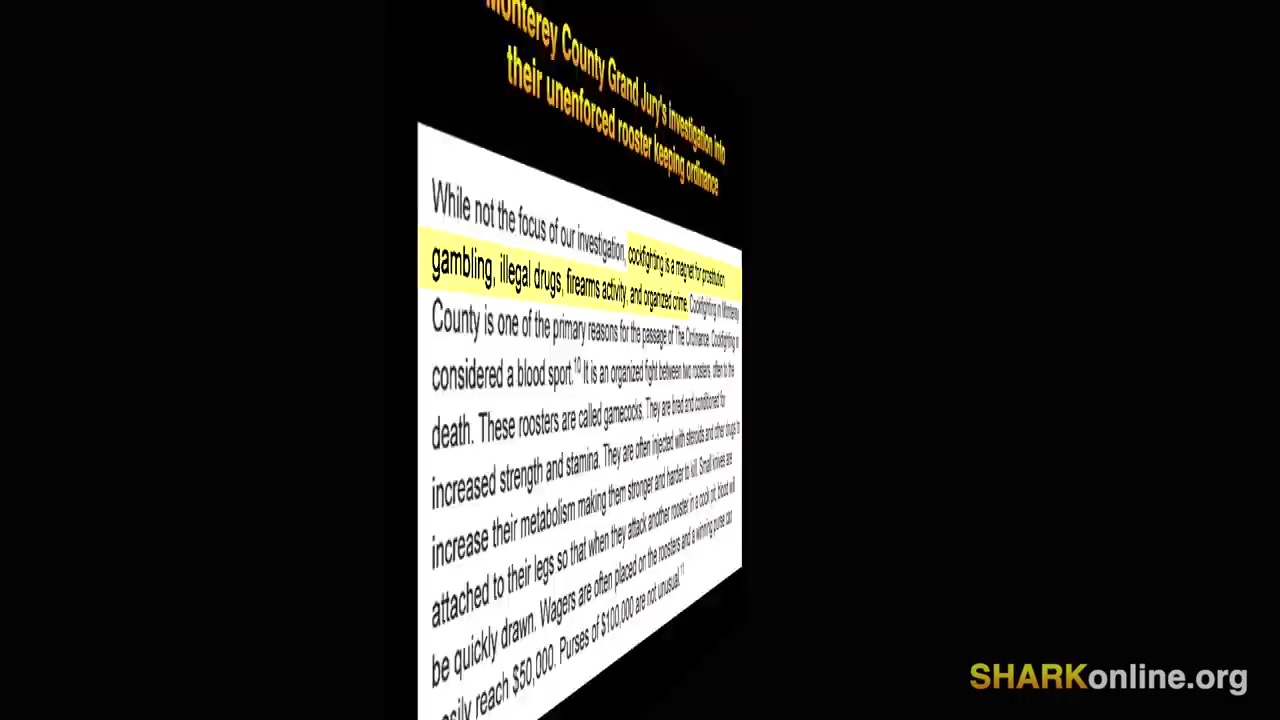 Monterey County Grand Jury's investigation into
their unenforced rooster keeping ordinance
While not the focus of our investigation, cockfighting is a magnet for prostitution,
gambling, illegal drugs, firearms activity, and organized crime. Cockfighting in Monterey
County is one of the primary reasons for the passage of The Ordinance. Cockfighting is
considered a blood sport.10 It is an organized fight between two roosters, often to the
death. These roosters are called gamecocks. They are bred and conditioned for
increased strength and stamina. They are often injected with steroids and other drugs to
increase their metabolism making them stronger and harder to kill. Small knives are
attached to their legs so that when they attack another rooster in a cock pit, blood will
be quickly drawn. Wagers are often placed on the roosters and a winning purse can
easily reach $50,000. Purses of $100,000 are not unusual.11
SHARKonline.org